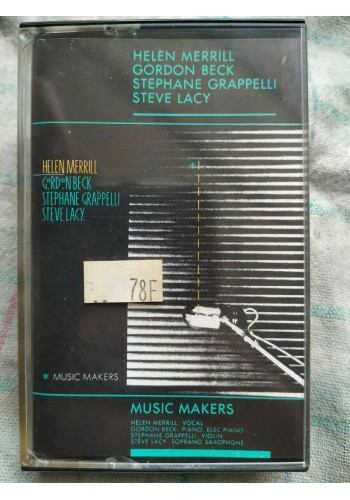 HELEN MERRILL
GORDON BECK
STEPHANE GRAPPELLI
STEVE LACY
HELEN MERRILL
GORDON BECK
STEPHANE GRAPPELLI
STEVE LACY.
*
78F
* MUSIC MAKERS
MUSIC MAKERS
HELEN MERRILL : VOCAL
GORDON BECK : PIANO, ELEC PIANO
STEPHANE GRAPPELLI : VIOLIN
STEVE LACY : SOPRANO SAXOPHONE